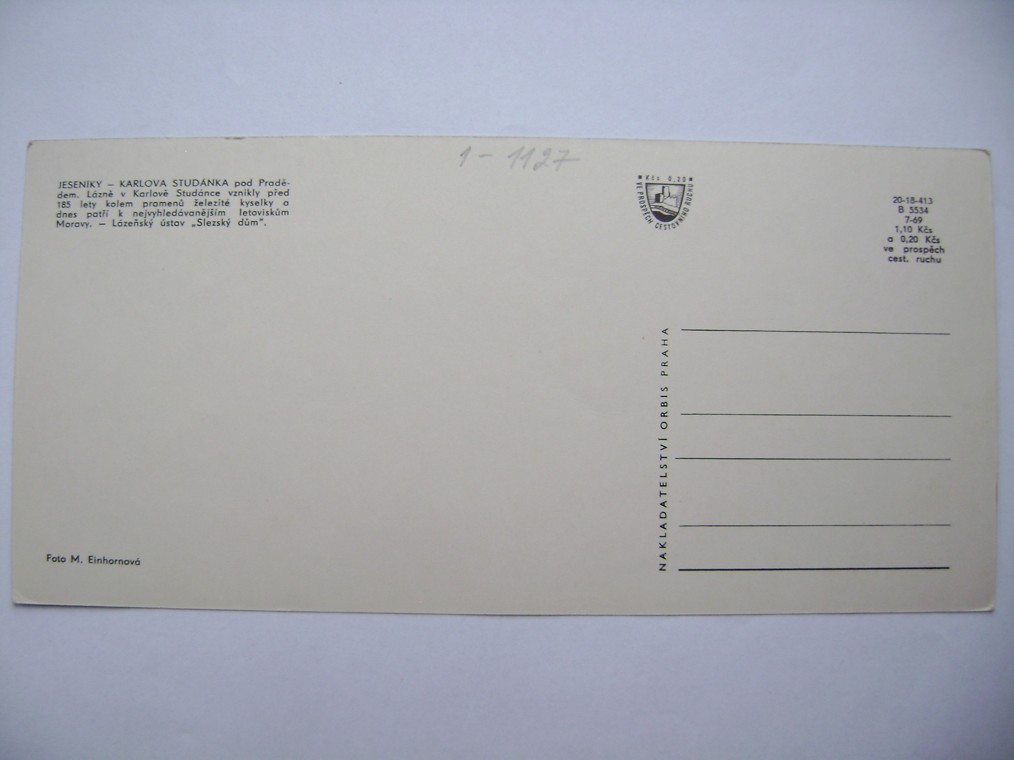 1 - 1127
JESENÍKY — KARLOVA STUDÁNKA pod Pradě-
dem. Lázně v Karlově Studánce vznikly před
185 lety kolem pramenů železité kyselky a
dnes patří k nejvyhledávanějším letoviskům
Moravy. — Lázeňský ústav „Slezský dům".
Kčs 0,20
VE PROSPĚCH CESTOVNÍHO RUCHU
20-18-413
B 5534
7-69
1,10 Kčs
a 0,20 Kčs
ve prospěch
cest. ruchu
NAKLADATELSTVÍ ORBIS PRAHA
Foto M. Einhornová